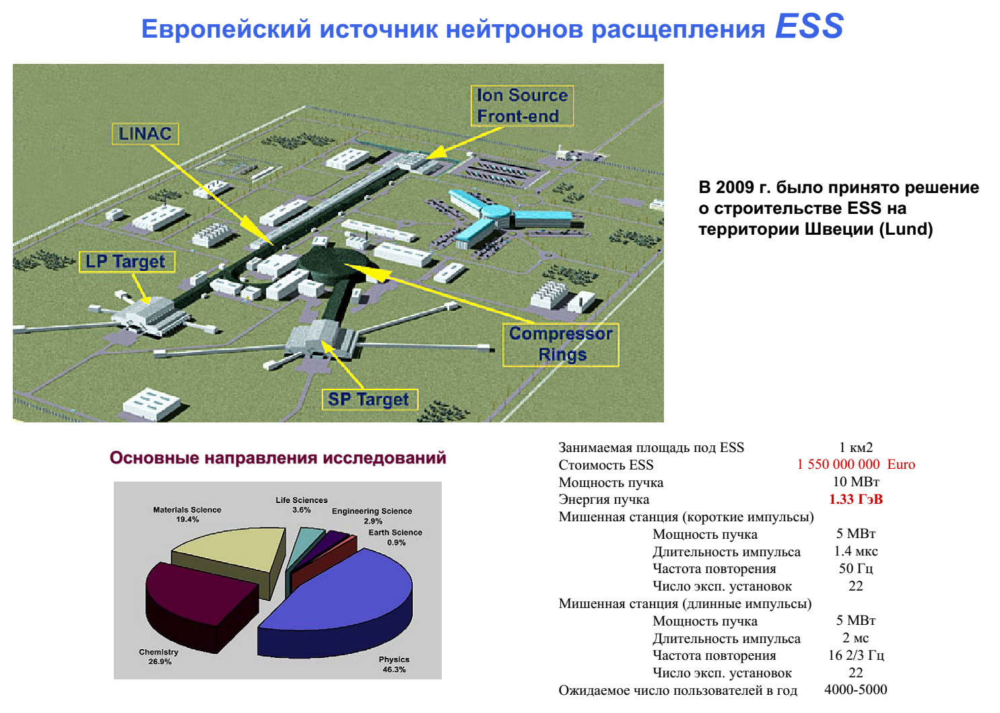 Европейский источник нейтронов расщепления ESS
Ion Source
Front-end
LINAC
LP Target
Compressor
Rings
SP Target
В 2009 г. было принято решение
о строительстве ESS на
территории Швеции (Lund)
Основные направления исследований
Life Sciences
3.6%
Materials Science
19.4%
Engineering Science
2.9%
Earth Science
0.9%
Chemistry
26.9%
Physics
46.3%
Занимаемая площадь под ESS 1 км2
Стоимость ESS 1 550 000 000 Euro
Мощность пучка 10 МВт
Энергия пучка 1.33 ГэВ
Мишенная станция (короткие импульсы)
Мощность пучка 5 МВт
Длительность импульса 1.4 мкс
Частота повторения 50 Гц
Число эксп. установок 22
Мишенная станция (длинные импульсы)
Мощность пучка 5 МВт
Длительность импульса 2 мс
Частота повторения 16 2/3 Гц
Число эксп. установок 22
Ожидаемое число пользователей в год 4000-5000